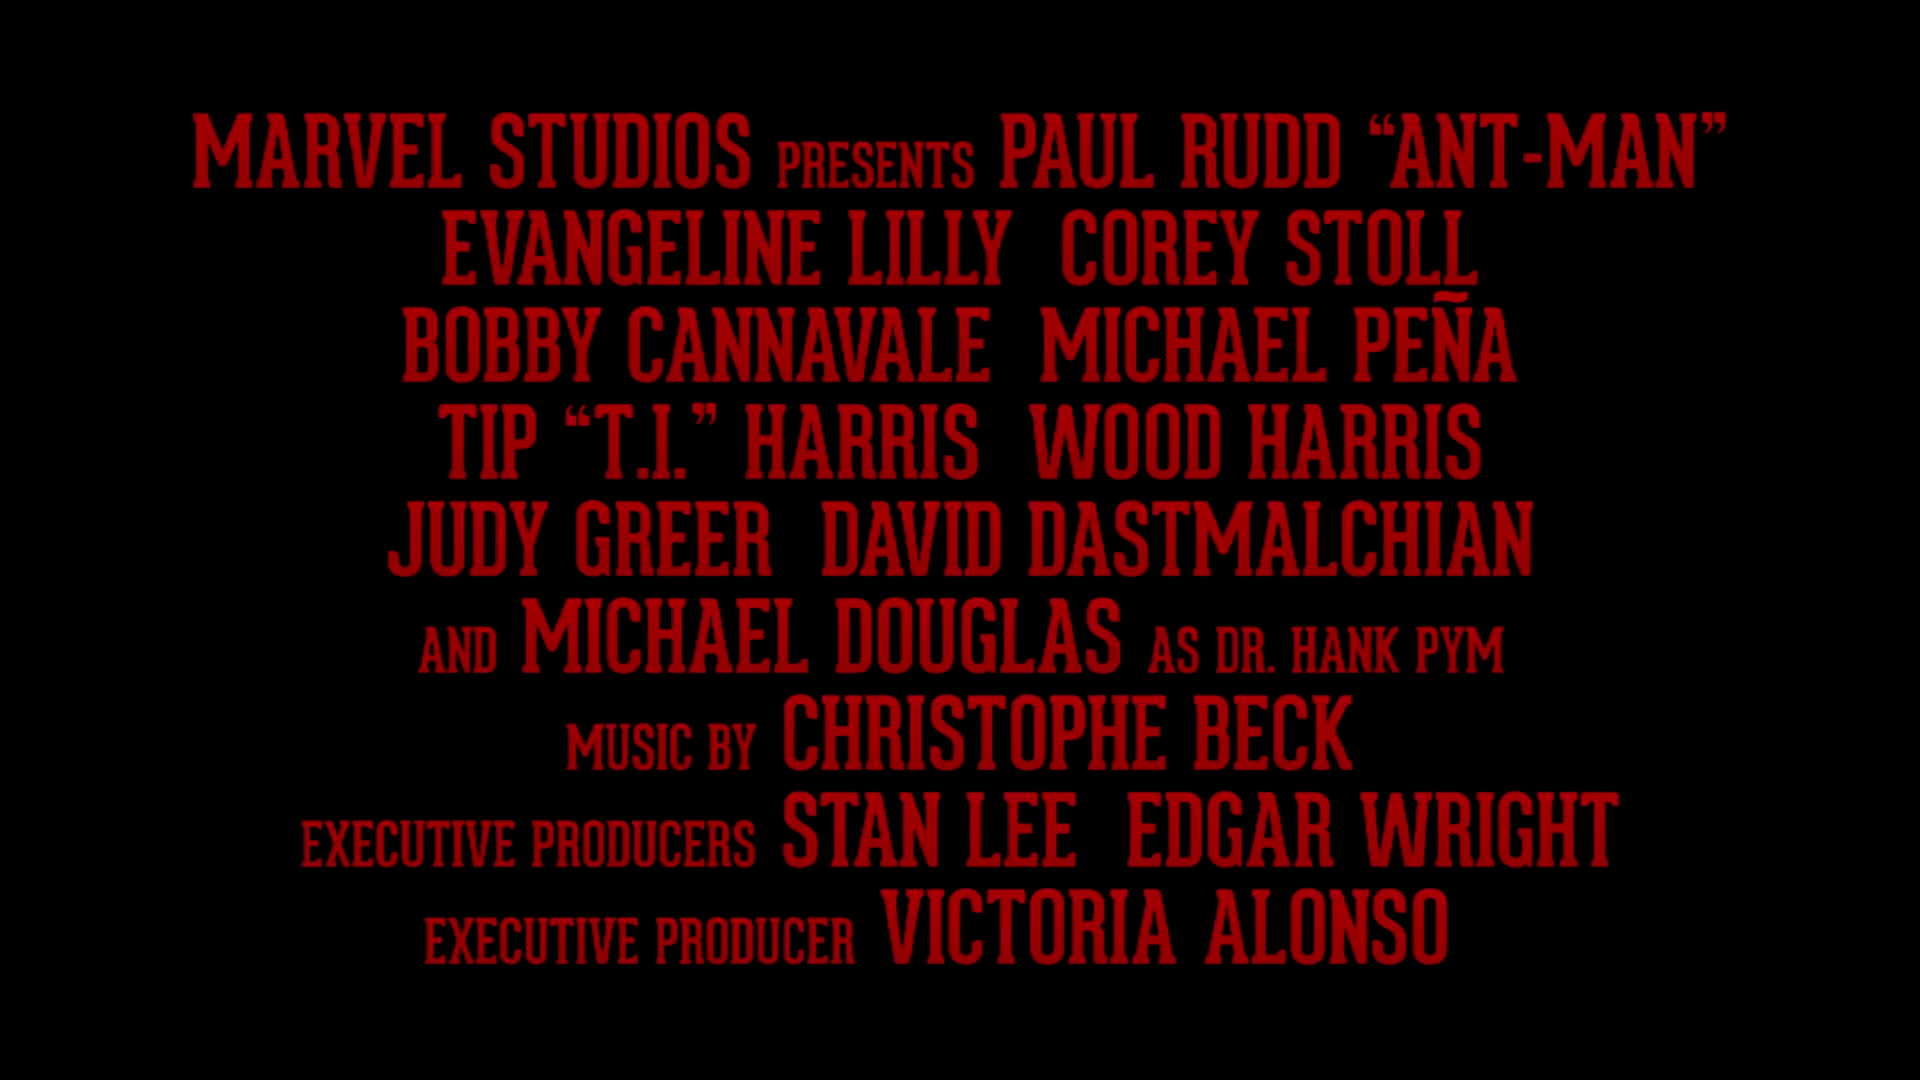 MARVEL STUDIOS PRESENTS PAUL RUDD “ANT-MAN”
EVANGELINE LILLY COREY STOLL
BOBBY CANNAVALE MICHAEL PEÑA
TIP “T.I.” HARRIS WOOD HARRIS
JUDY GREER DAVID DASTMALCHIAN
AND MICHAEL DOUGLAS AS DR. HANK PYM
MUSIC BY CHRISTOPHE BECK
EXECUTIVE PRODUCERS STAN LEE EDGAR WRIGHT
EXECUTIVE PRODUCER VICTORIA ALONSO